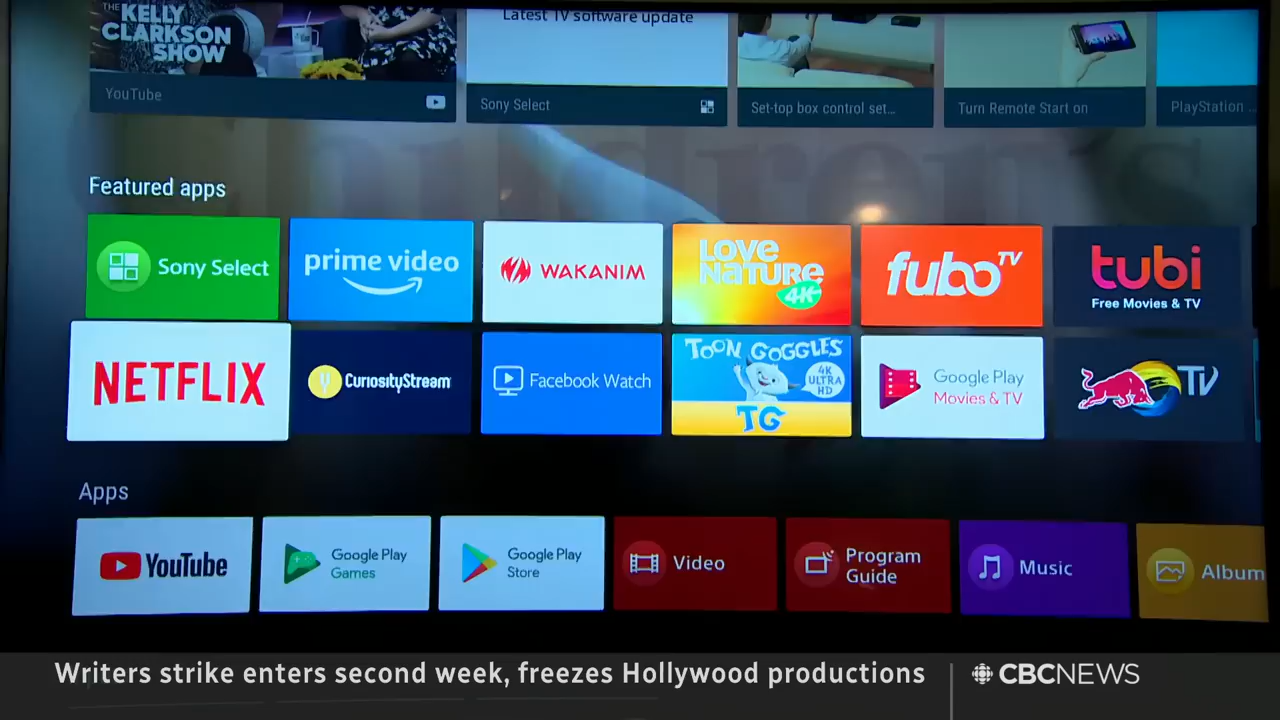 THE
KELLY
CLARKSON
SHOW
YouTube
Latest TV software update
Sony Select
Set-top box control set...
Turn Remote Start on
PlayStation ...
Featured apps
Sony Select
prime video
WAKANIM
LOVE
NATURE
4K
fubo TV
tubi
Free Movies & TV
NETFLIX
CuriosityStream
Facebook Watch
TOON GOGGLES
4K
ULTRA
HD
TG
Google Play
Movies & TV
TV
Apps
YouTube
Google Play
Games
Google Play
Store
Video
Program
Guide
Music
Album
Writers strike enters second week, freezes Hollywood productions
CBCNEWS